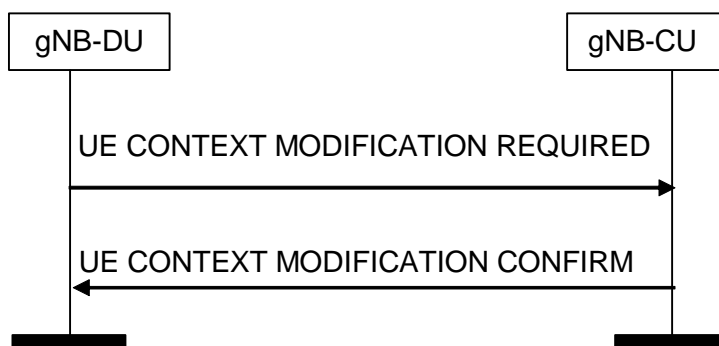 gNB-DU
gNB-CU
UE CONTEXT MODIFICATION REQUIRED
UE CONTEXT MODIFICATION CONFIRM